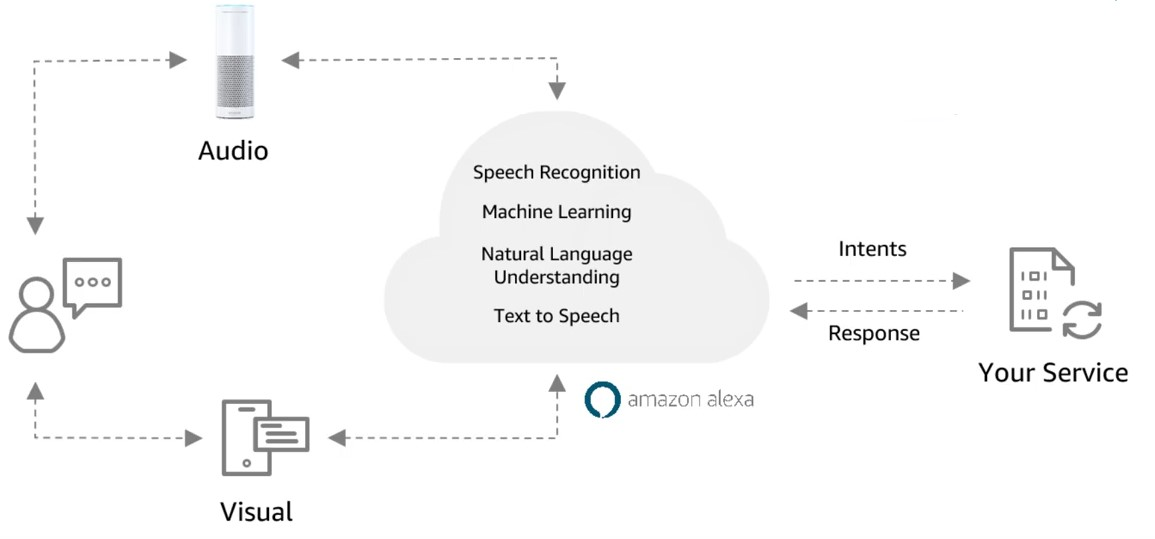 Audio
Speech Recognition
Machine Learning
Natural Language
Understanding
Text to Speech
Intents
Response
Your Service
amazon alexa
Visual